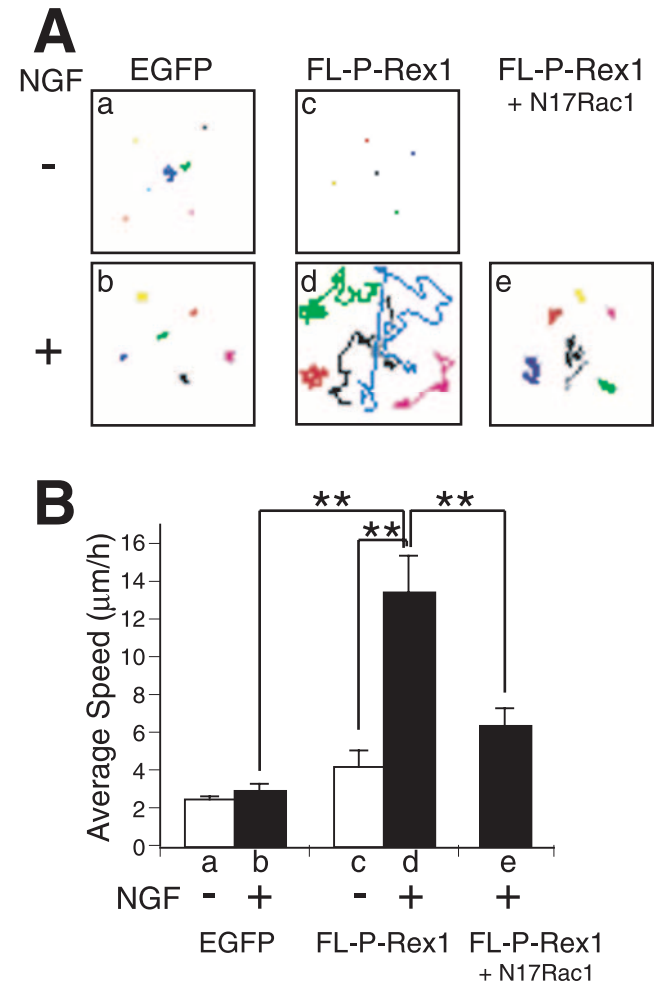 A
NGF EGFP FL-P-Rex1 FL-P-Rex1
+ N17Rac1
a c
-
b d e
+
B
Average Speed (μm/h)
** **
**
16
14
12
10
8
6
4
2
0
a b c d e
NGF - + - + +
EGFP FL-P-Rex1 FL-P-Rex1
+ N17Rac1